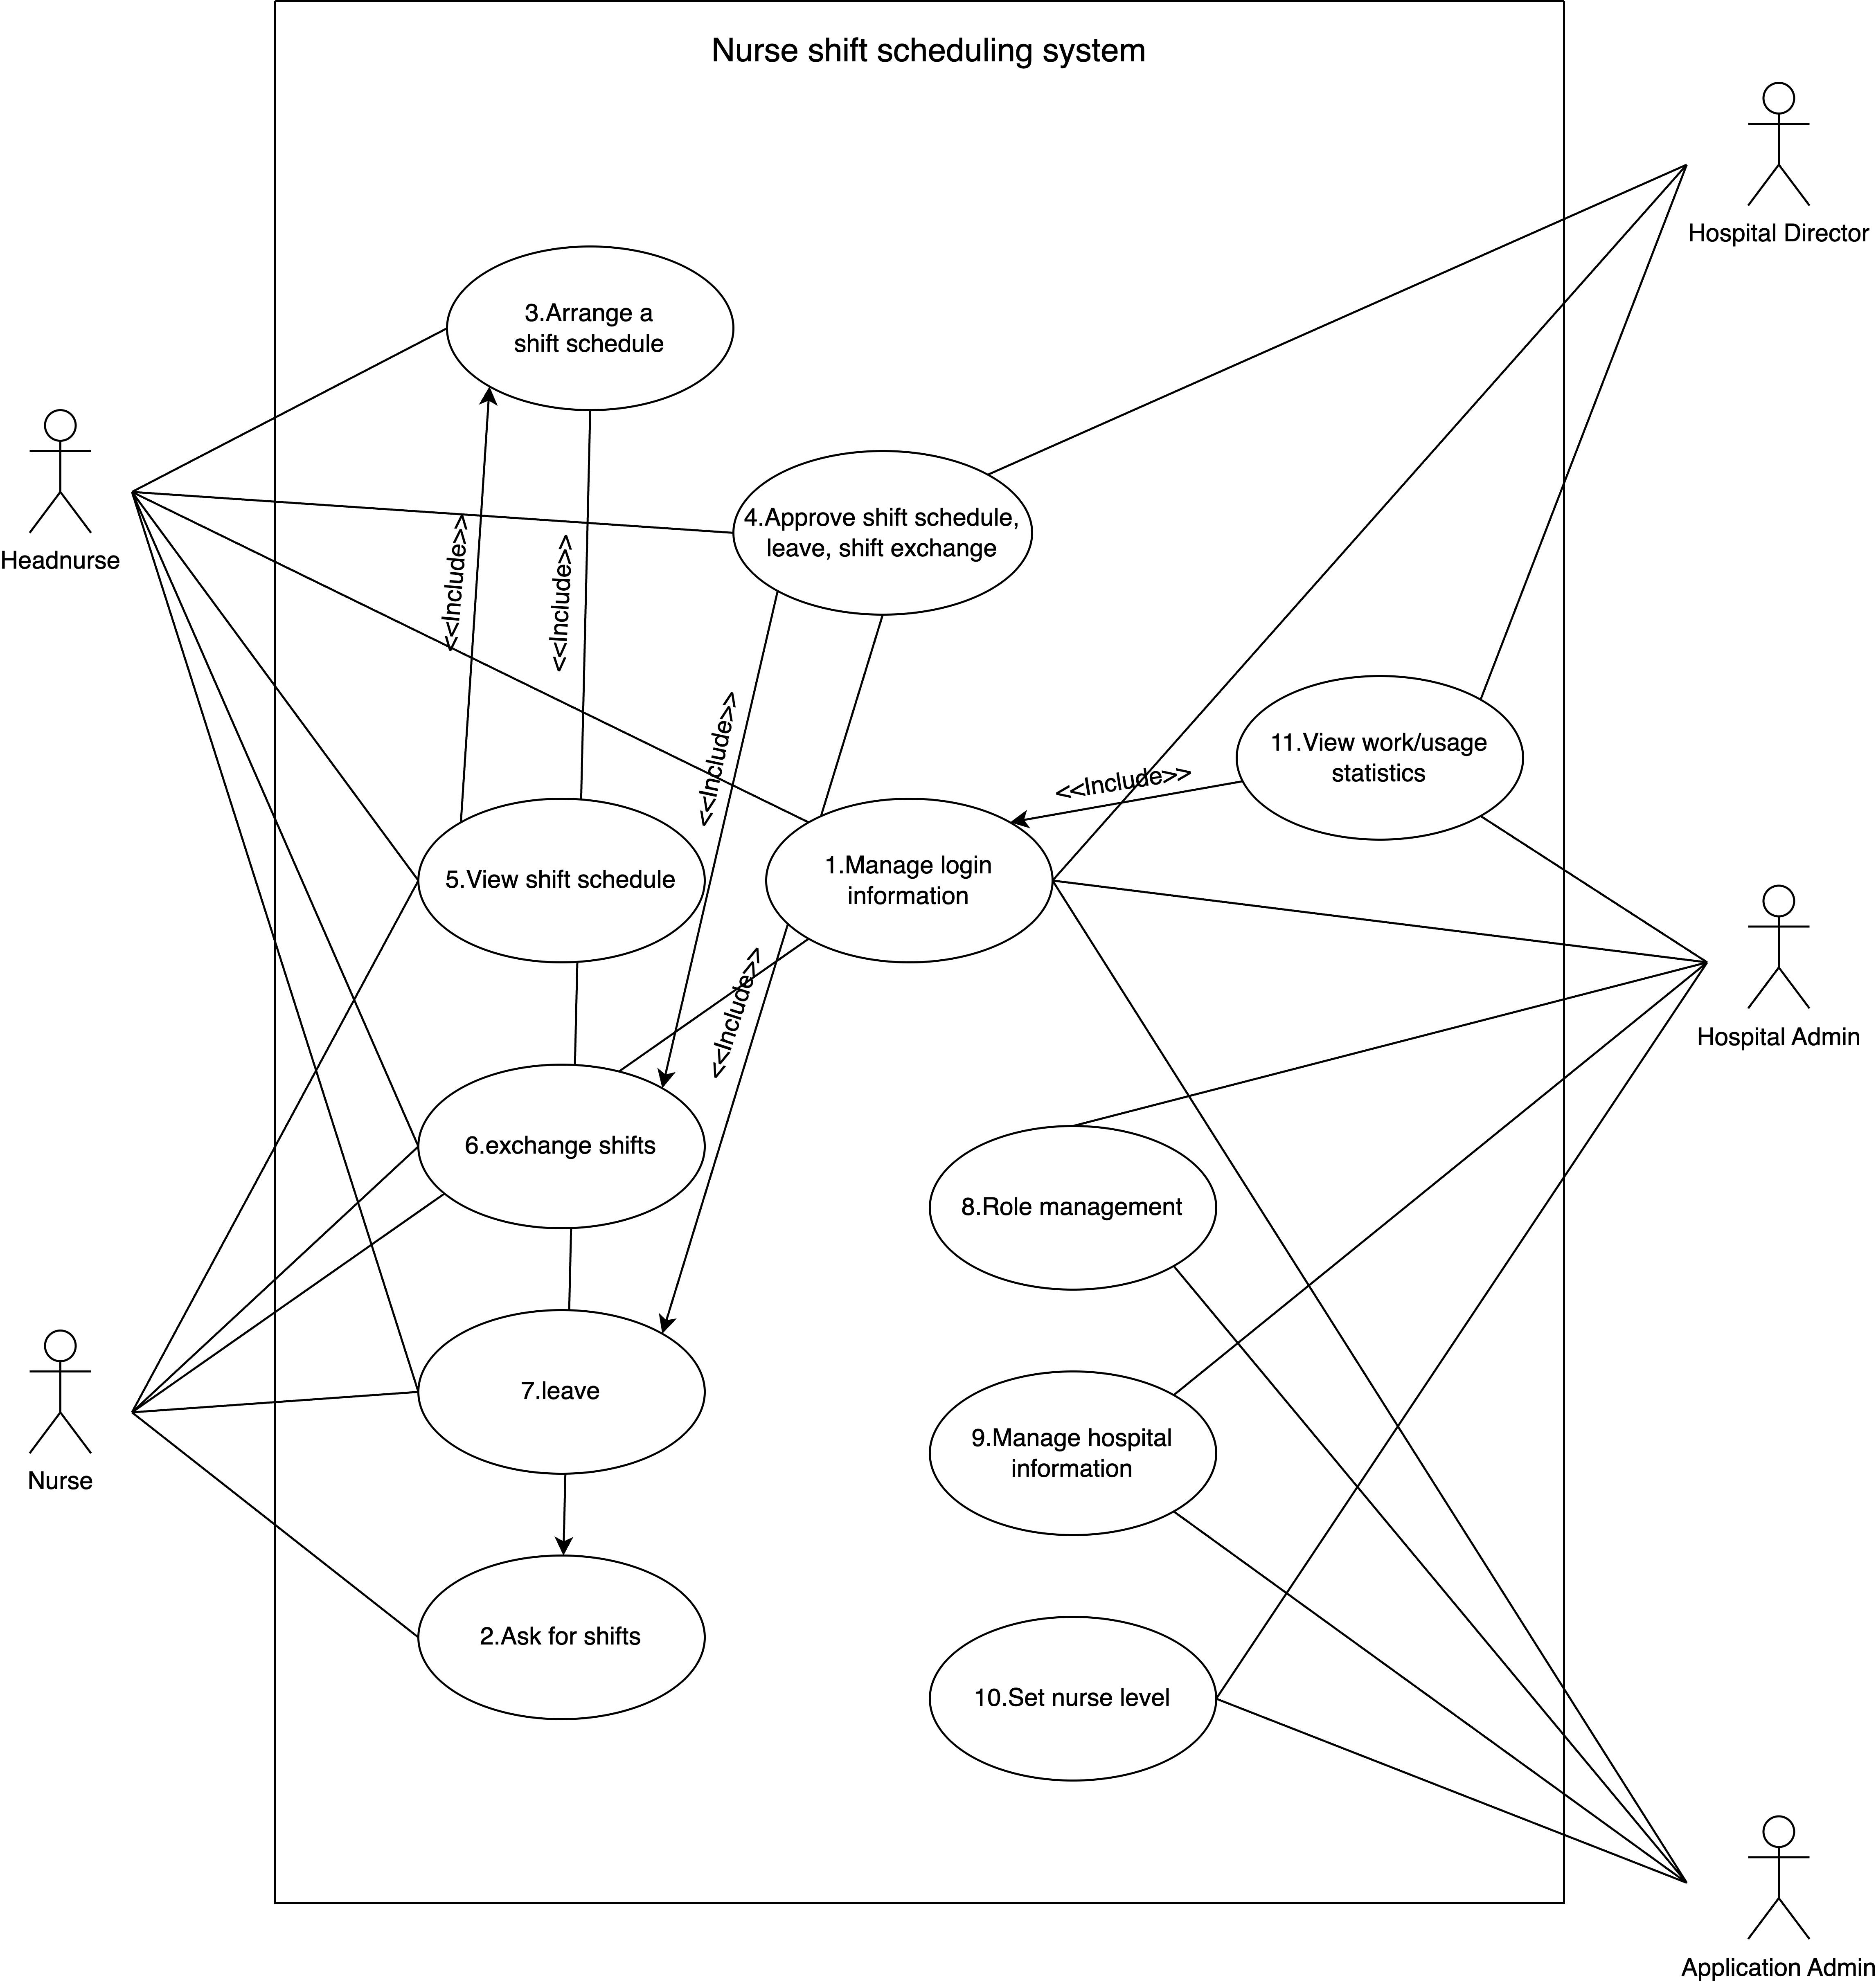 Nurse shift scheduling system
Hospital Director
3.Arrange a
shift schedule
Headnurse
4.Approve shift schedule,
leave, shift exchange
<<Include>>
<<Include>>
<<Include>>
11.View work/usage
statistics
<<Include>>
5.View shift schedule
1.Manage login
information
<<Include>>
Hospital Admin
6.exchange shifts
8.Role management
7.leave
9.Manage hospital
information
Nurse
2.Ask for shifts
10.Set nurse level
Application Admin